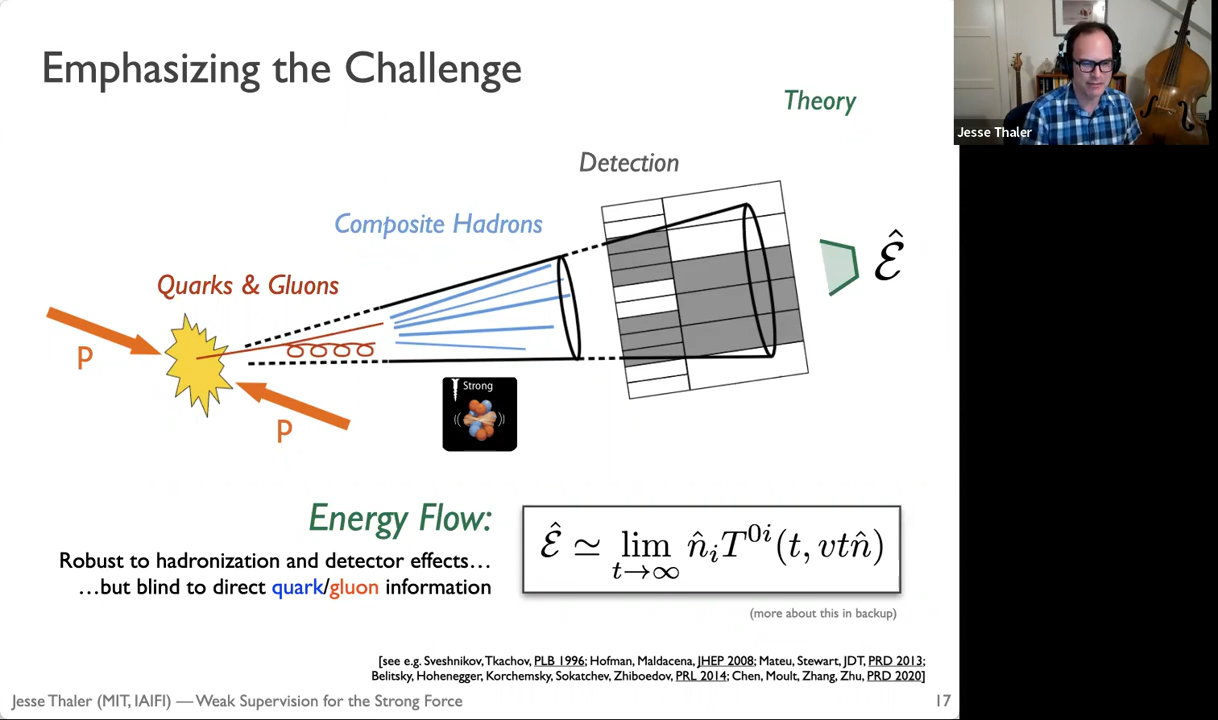 Emphasizing the Challenge
Theory
Jesse Thaler
Detection
Composite Hadrons
Quarks & Gluons
Ê
P
P
Strong
Energy Flow:
Robust to hadronization and detector effects…
…but blind to direct quark/gluon information
Ê ≃ lim t→∞ n̂ᵢT⁰ⁱ(t, vtn̂)
(more about this in backup)
[see e.g. Sveshnikov, Tkachov, PLB 1996; Hofman, Maldacena, JHEP 2008; Mateu, Stewart, JDT, PRD 2013;
Belitsky, Hohenegger, Korchemsky, Sokatchev, Zhiboedov, PRL 2014; Chen, Moult, Zhang, Zhu, PRD 2020]
Jesse Thaler (MIT, IAIFI) — Weak Supervision for the Strong Force
17